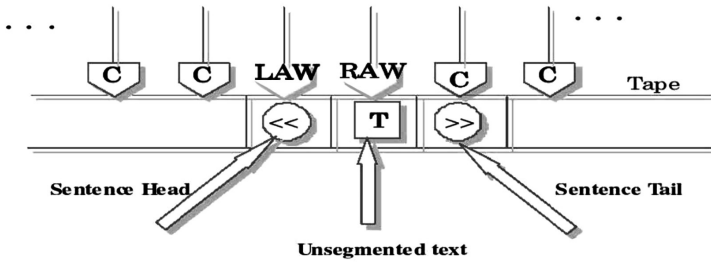 . . .
. . .
C C LAW RAW C C
Tape
<< T >>
Sentence Head
Sentence Tail
Unsegmented text